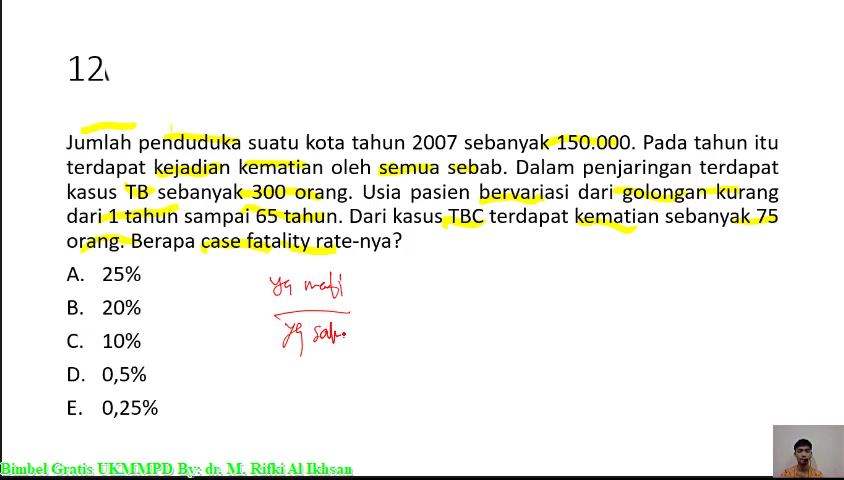 12
Jumlah penduduka suatu kota tahun 2007 sebanyak 150.000. Pada tahun itu
terdapat kejadian kematian oleh semua sebab. Dalam penjaringan terdapat
kasus TB sebanyak 300 orang. Usia pasien bervariasi dari golongan kurang
dari 1 tahun sampai 65 tahun. Dari kasus TBC terdapat kematian sebanyak 75
orang. Berapa case fatality rate-nya?
A. 25%
B. 20%
C. 10%
D. 0,5%
E. 0,25%
yg mati
yg
Bimbel Gratis UKMMPD By: dr. M. Rifki Al Ikhsan